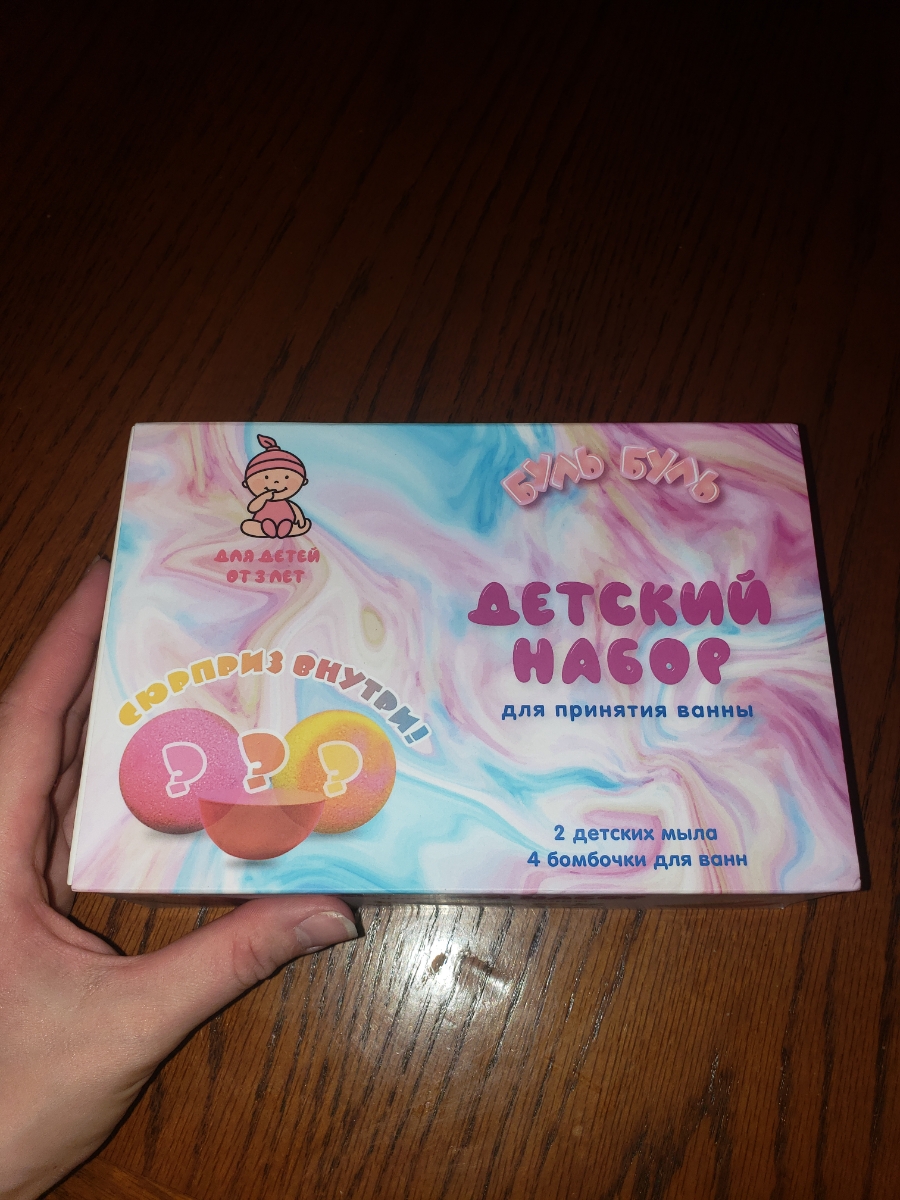 БУЛЬ БУЛЬ
ДЛЯ ДЕТЕЙ
ОТ 3 ЛЕТ
ДЕТСКИЙ
НАБОР
для принятия ванны
СЮРПРИЗ ВНУТРИ!
? ? ?
2 детских мыла
4 бомбочки для ванн